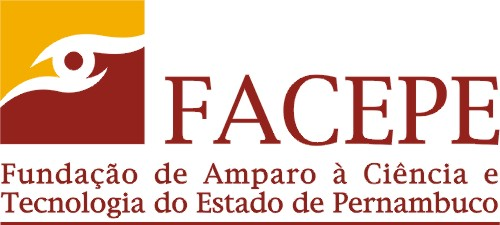 FACEPE
Fundação de Amparo à Ciência e
Tecnologia do Estado de Pernambuco